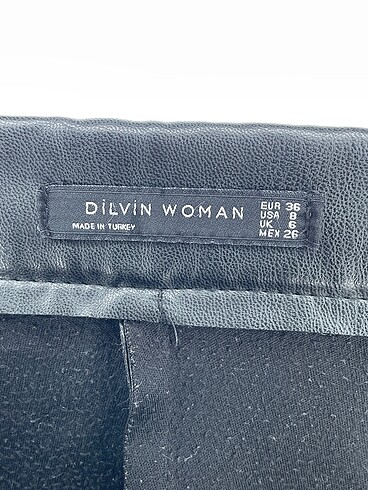 DİLVİN WOMAN
MADE IN TURKEY
EUR 36
USA 8
UK 6
MEX 26